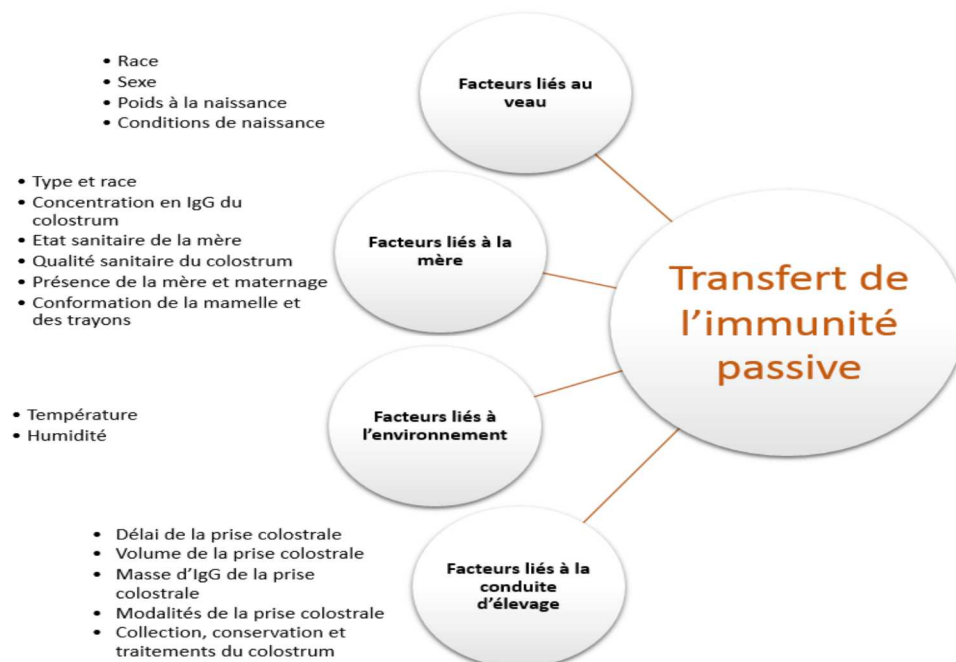 • Race
• Sexe
• Poids à la naissance
• Conditions de naissance
Facteurs liés au
veau
• Type et race
• Concentration en IgG du
colostrum
• Etat sanitaire de la mère
• Qualité sanitaire du colostrum
• Présence de la mère et maternage
• Conformation de la mamelle et
des trayons
Facteurs liés à la
mère
Transfert de
l’immunité
passive
• Température
• Humidité
Facteurs liés à
l’environnement
• Délai de la prise colostrale
• Volume de la prise colostrale
• Masse d’IgG de la prise
colostrale
• Modalités de la prise colostrale
• Collection, conservation et
traitements du colostrum
Facteurs liés à la
conduite
d’élevage